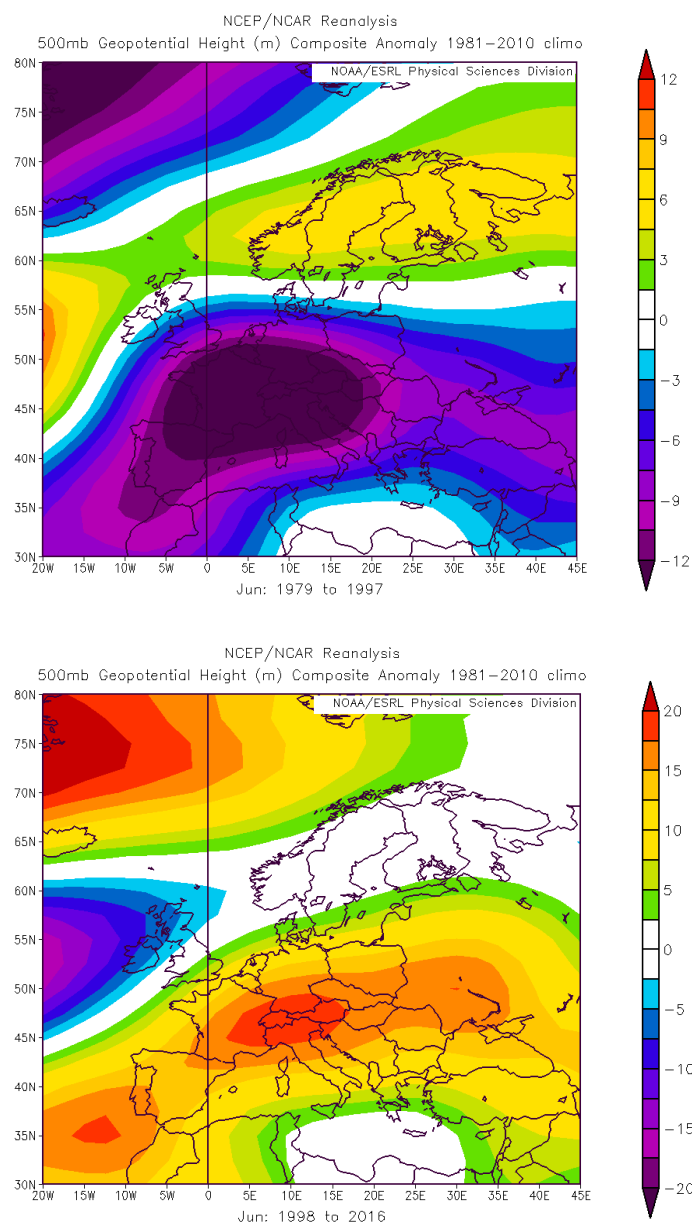 NCEP/NCAR Reanalysis
500mb Geopotential Height (m) Composite Anomaly 1981-2010 climo
NOAA/ESRL Physical Sciences Division
80N
75N
70N
65N
60N
55N
50N
45N
40N
35N
30N
20W 15W 10W 5W 0 5E 10E 15E 20E 25E 30E 35E 40E 45E
Jun: 1979 to 1997
12
9
6
3
0
-3
-6
-9
-12
NCEP/NCAR Reanalysis
500mb Geopotential Height (m) Composite Anomaly 1981-2010 climo
NOAA/ESRL Physical Sciences Division
80N
75N
70N
65N
60N
55N
50N
45N
40N
35N
30N
20W 15W 10W 5W 0 5E 10E 15E 20E 25E 30E 35E 40E 45E
Jun: 1998 to 2016
20
15
10
5
0
-5
-10
-15
-20